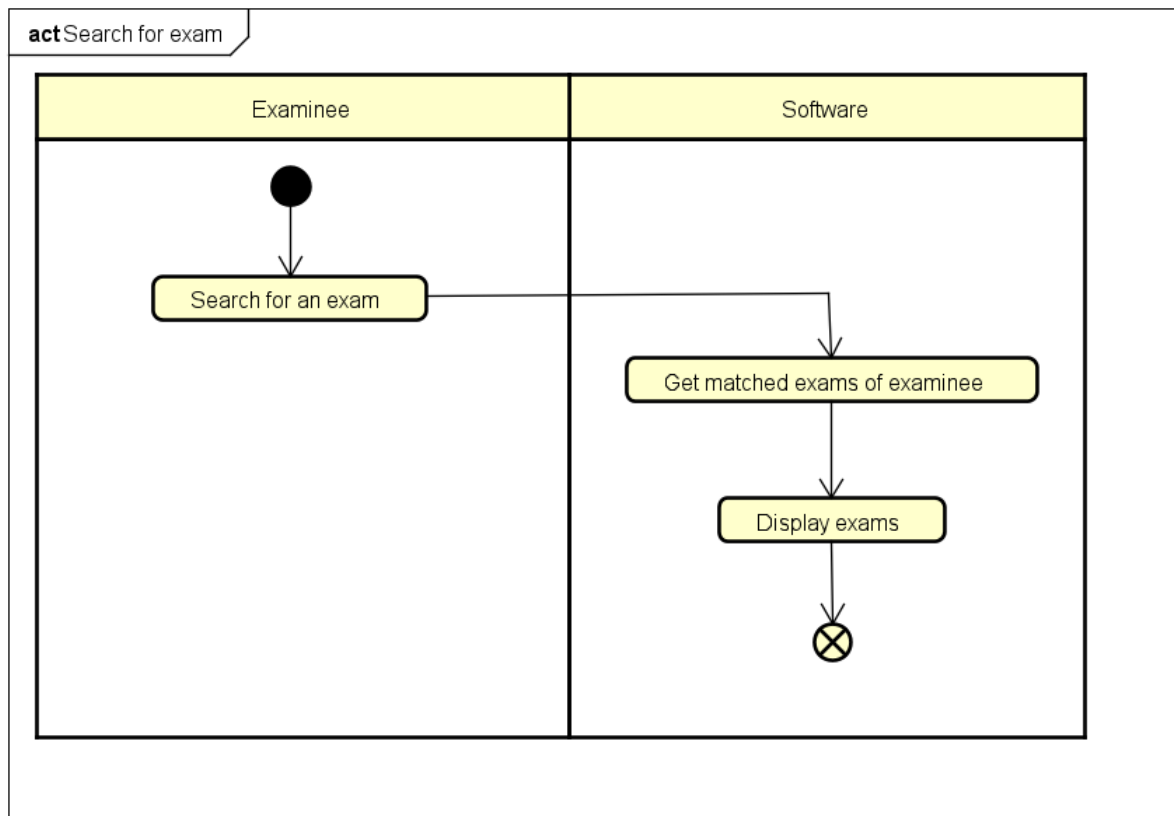 act Search for exam
Examinee
Software
Search for an exam
Get matched exams of examinee
Display exams